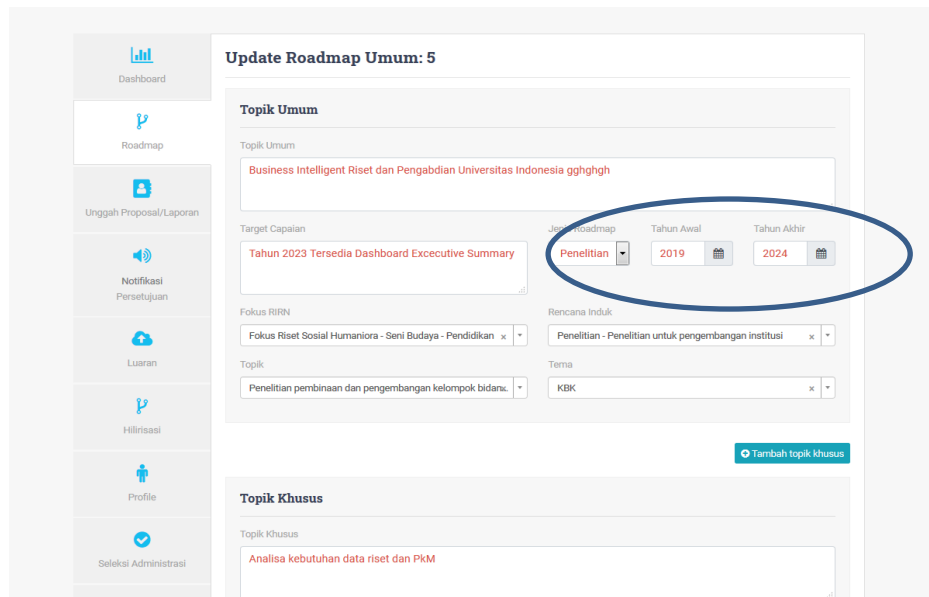 Dashboard
Roadmap
Unggah Proposal/Laporan
Notifikasi
Persetujuan
Luaran
Hilirisasi
Profile
Seleksi Administrasi
Update Roadmap Umum: 5
Topik Umum
Topik Umum
Business Intelligent Riset dan Pengabdian Universitas Indonesia gghghgh
Target Capaian
Jenis Roadmap
Tahun Awal
Tahun Akhir
Tahun 2023 Tersedia Dashboard Excecutive Summary
Penelitian
2019
2024
Fokus RIRN
Rencana Induk
Fokus Riset Sosial Humaniora - Seni Budaya - Pendidikan ×
Penelitian - Penelitian untuk pengembangan institusi ×
Topik
Tema
Penelitian pembinaan dan pengembangan kelompok
KBK ×
Tambah topik khusus
Topik Khusus
Topik Khusus
Analisa kebutuhan data riset dan PkM